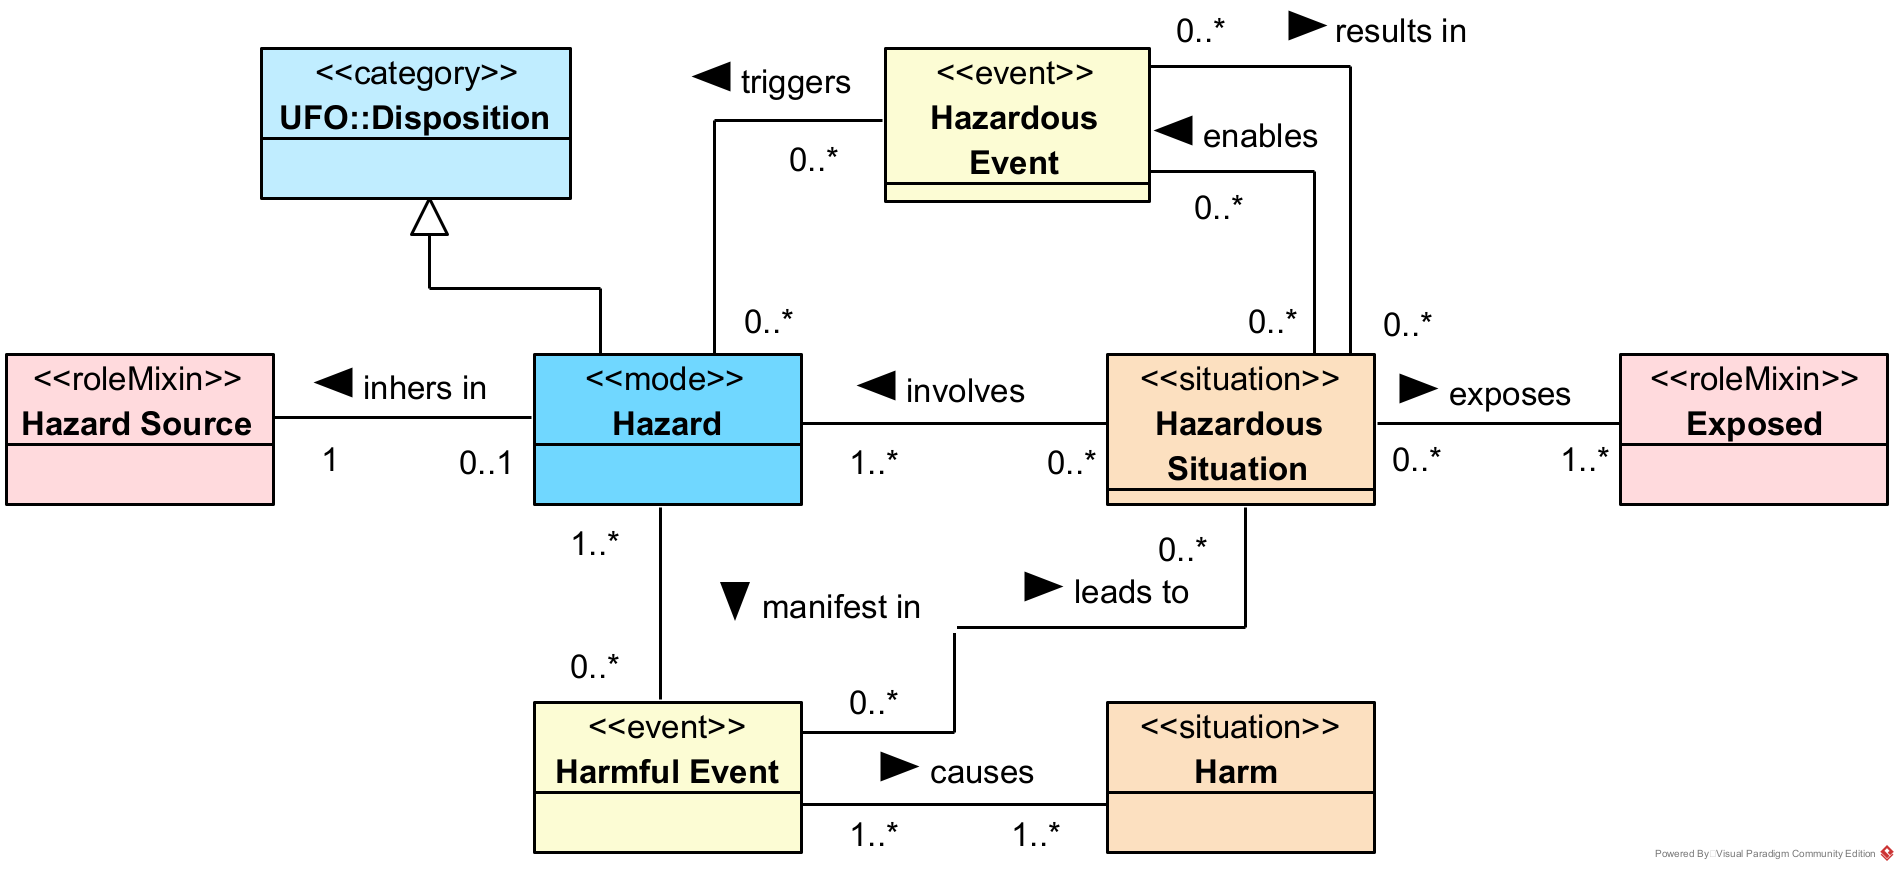 0..*
results in
<<category>>
UFO::Disposition
triggers
<<event>>
Hazardous
Event
enables
0..*
0..*
0..*
0..*
0..*
<<roleMixin>>
Hazard Source
inhers in
1
0..1
<<mode>>
Hazard
involves
1..*
0..*
<<situation>>
Hazardous
Situation
exposes
0..*
1..*
<<roleMixin>>
Exposed
1..*
manifest in
0..*
0..*
leads to
0..*
<<event>>
Harmful Event
causes
1..*
1..*
<<situation>>
Harm
Powered By Visual Paradigm Community Edition